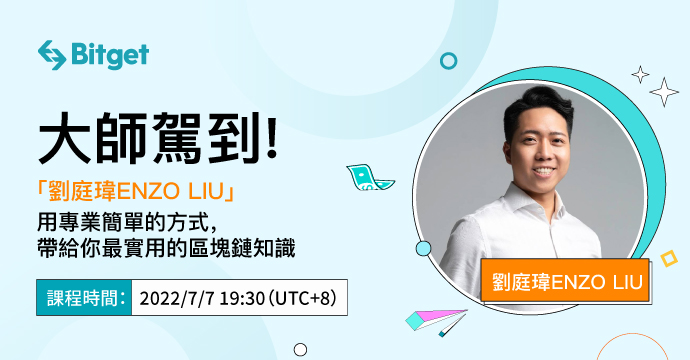 Bitget
大師駕到!
「劉庭瑋ENZO LIU」
用專業簡單的方式,
帶給你最實用的區塊鏈知識
課程時間: 2022/7/7 19:30(UTC+8)
劉庭瑋ENZO LIU